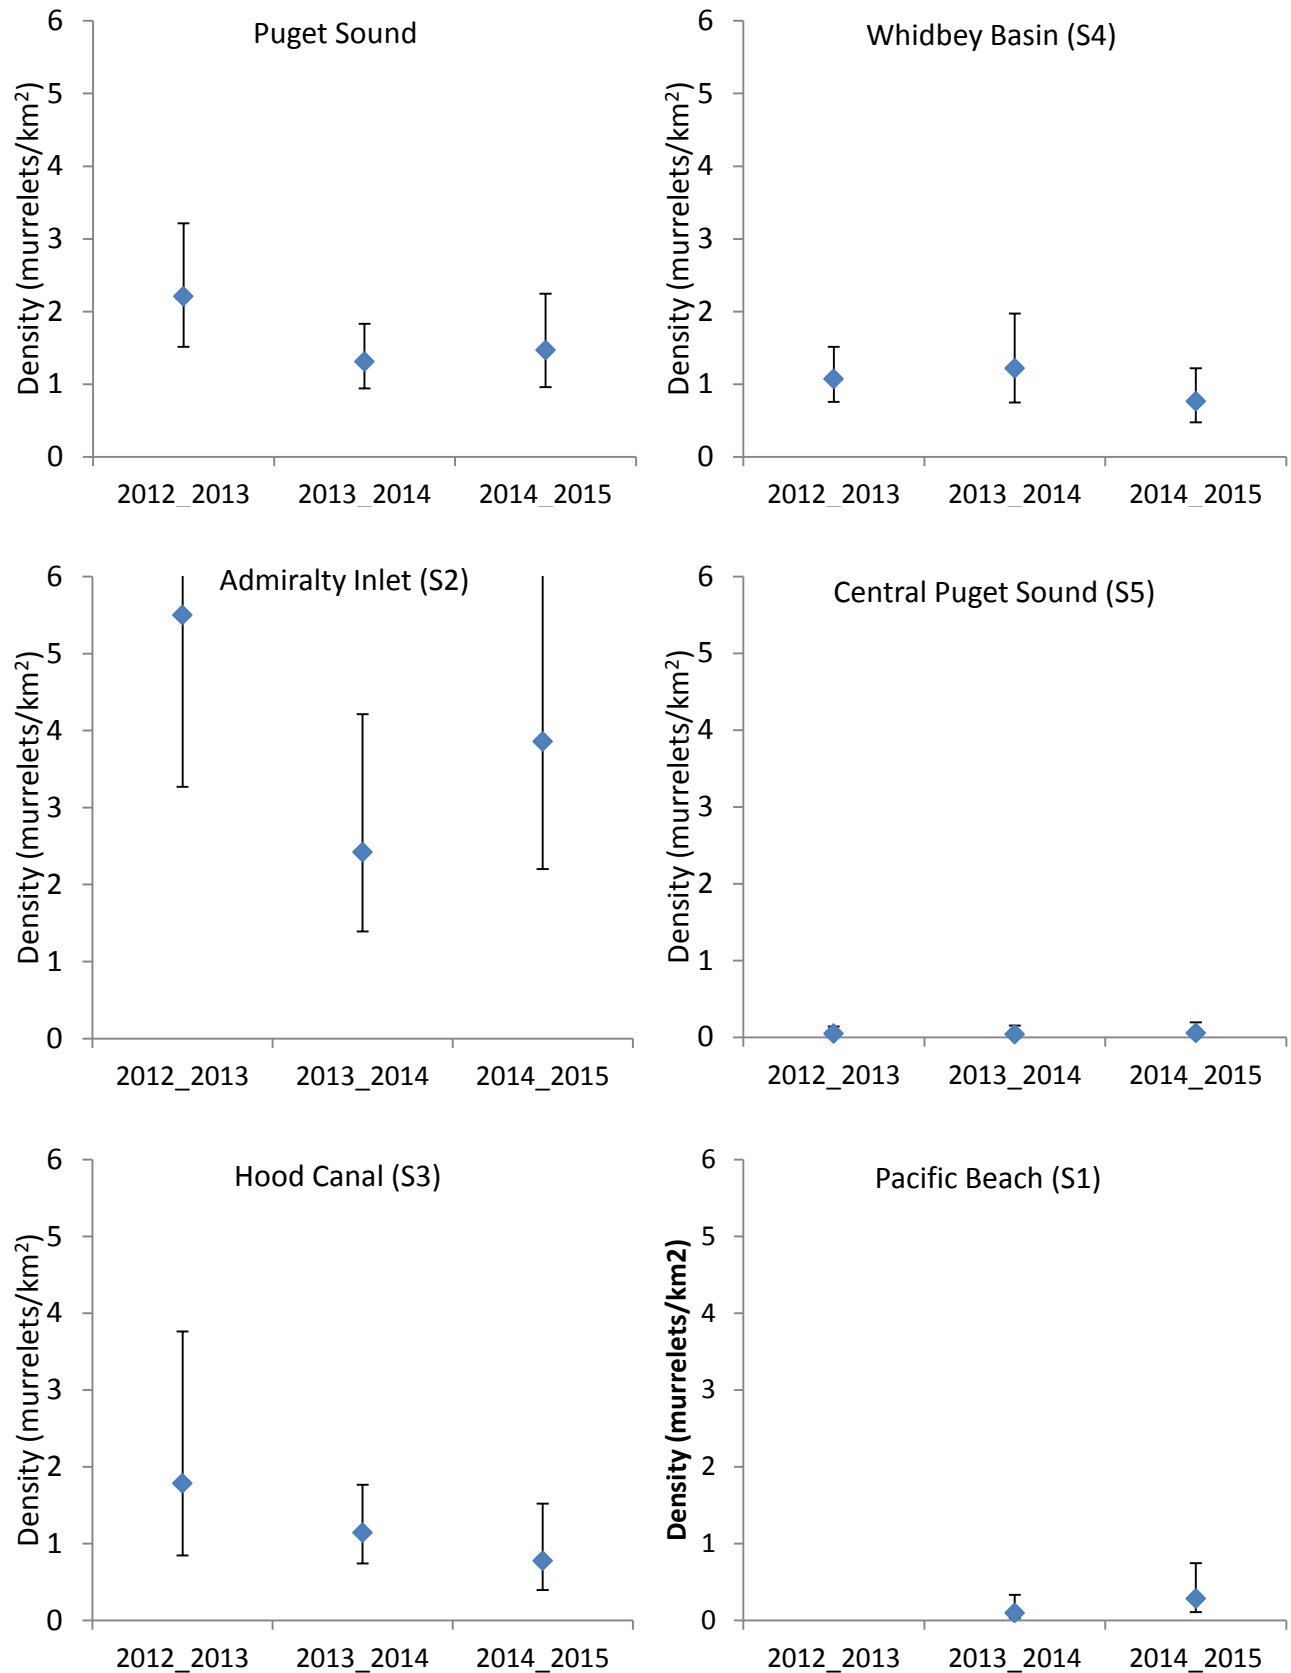 Puget Sound
Density (murrelets/km²)
6
5
4
3
2
1
0
2012_2013 2013_2014 2014_2015
Whidbey Basin (S4)
Density (murrelets/km²)
6
5
4
3
2
1
0
2012_2013 2013_2014 2014_2015
Admiralty Inlet (S2)
Density (murrelets/km²)
6
5
4
3
2
1
0
2012_2013 2013_2014 2014_2015
Central Puget Sound (S5)
Density (murrelets/km²)
6
5
4
3
2
1
0
2012_2013 2013_2014 2014_2015
Hood Canal (S3)
Density (murrelets/km²)
6
5
4
3
2
1
0
2012_2013 2013_2014 2014_2015
Pacific Beach (S1)
Density (murrelets/km2)
6
5
4
3
2
1
0
2012_2013 2013_2014 2014_2015